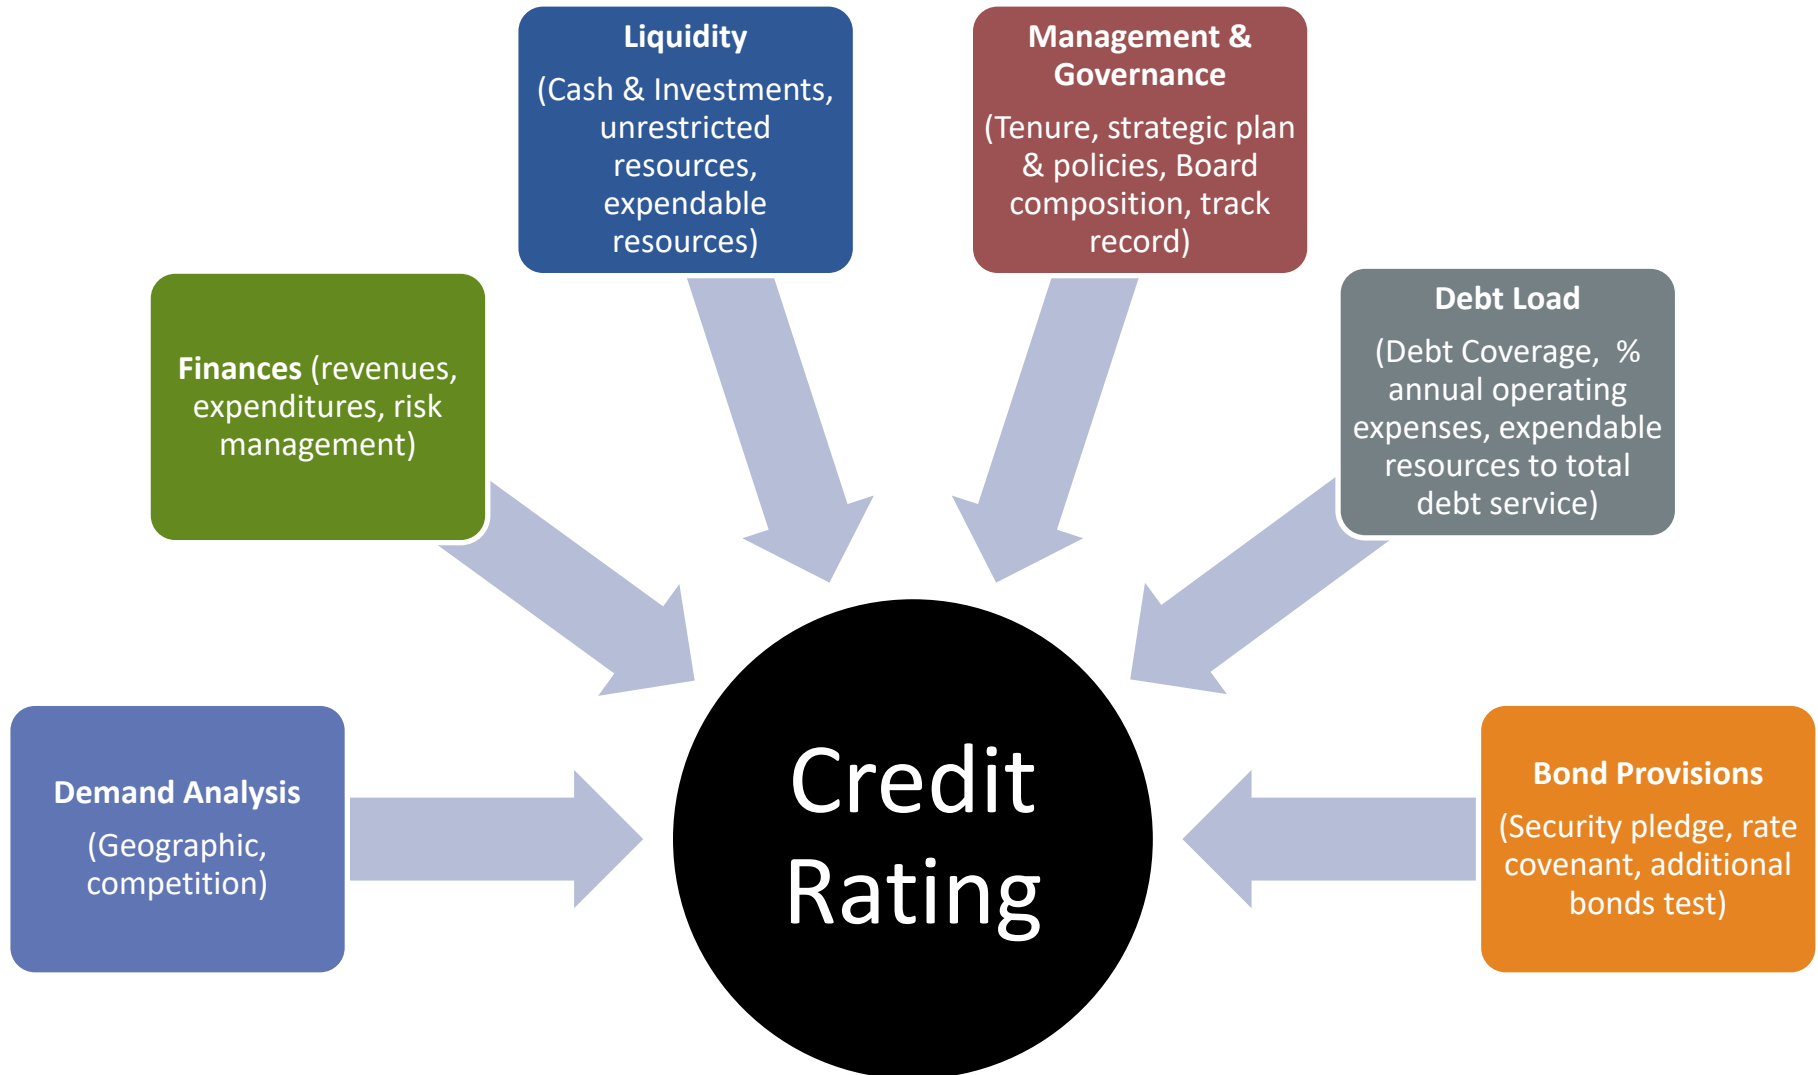 Liquidity
(Cash & Investments,
unrestricted
resources,
expendable
resources)
Management &
Governance
(Tenure, strategic plan
& policies, Board
composition, track
record)
Finances (revenues,
expenditures, risk
management)
Debt Load
(Debt Coverage,  %
annual operating
expenses, expendable
resources to total
debt service)
Demand Analysis
(Geographic,
competition)
Credit
Rating
Bond Provisions
(Security pledge, rate
covenant, additional
bonds test)